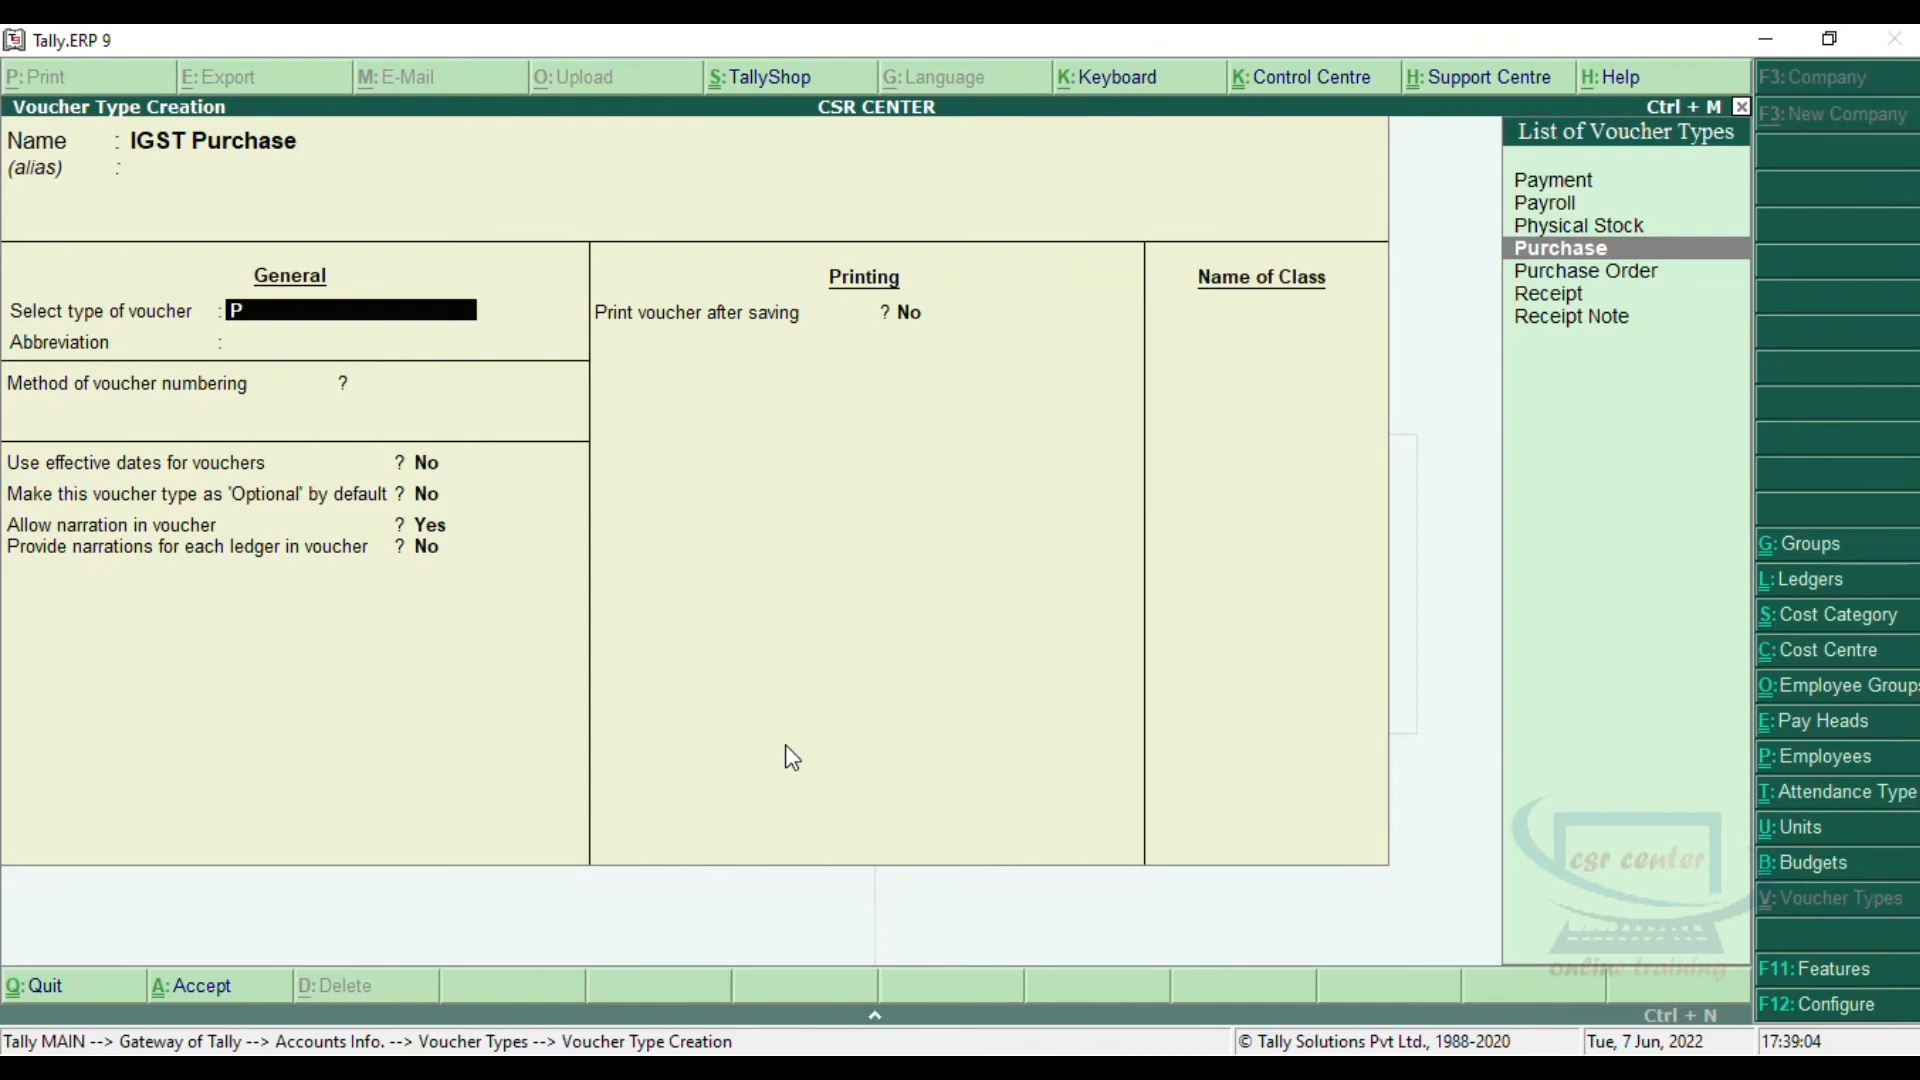 Tally.ERP 9
P: Print E: Export M: E-Mail O: Upload S: TallyShop G: Language K: Keyboard K: Control Centre H: Support Centre H: Help F3: Company
Voucher Type Creation CSR CENTER Ctrl + M
F3: New Company
Name : IGST Purchase
(alias) :
List of Voucher Types
Payment
Payroll
Physical Stock
Purchase
Purchase Order
Receipt
Receipt Note
General
Select type of voucher : P
Abbreviation :
Method of voucher numbering ?
Use effective dates for vouchers ? No
Make this voucher type as 'Optional' by default ? No
Allow narration in voucher ? Yes
Provide narrations for each ledger in voucher ? No
Printing
Print voucher after saving ? No
Name of Class
G: Groups
L: Ledgers
S: Cost Category
C: Cost Centre
O: Employee Groups
E: Pay Heads
P: Employees
T: Attendance Type
U: Units
B: Budgets
V: Voucher Types
F11: Features
F12: Configure
csr center
online training
Q: Quit A: Accept D: Delete
Ctrl + N
Tally MAIN --> Gateway of Tally --> Accounts Info. --> Voucher Types --> Voucher Type Creation © Tally Solutions Pvt Ltd., 1988-2020 Tue, 7 Jun, 2022 17:39:04